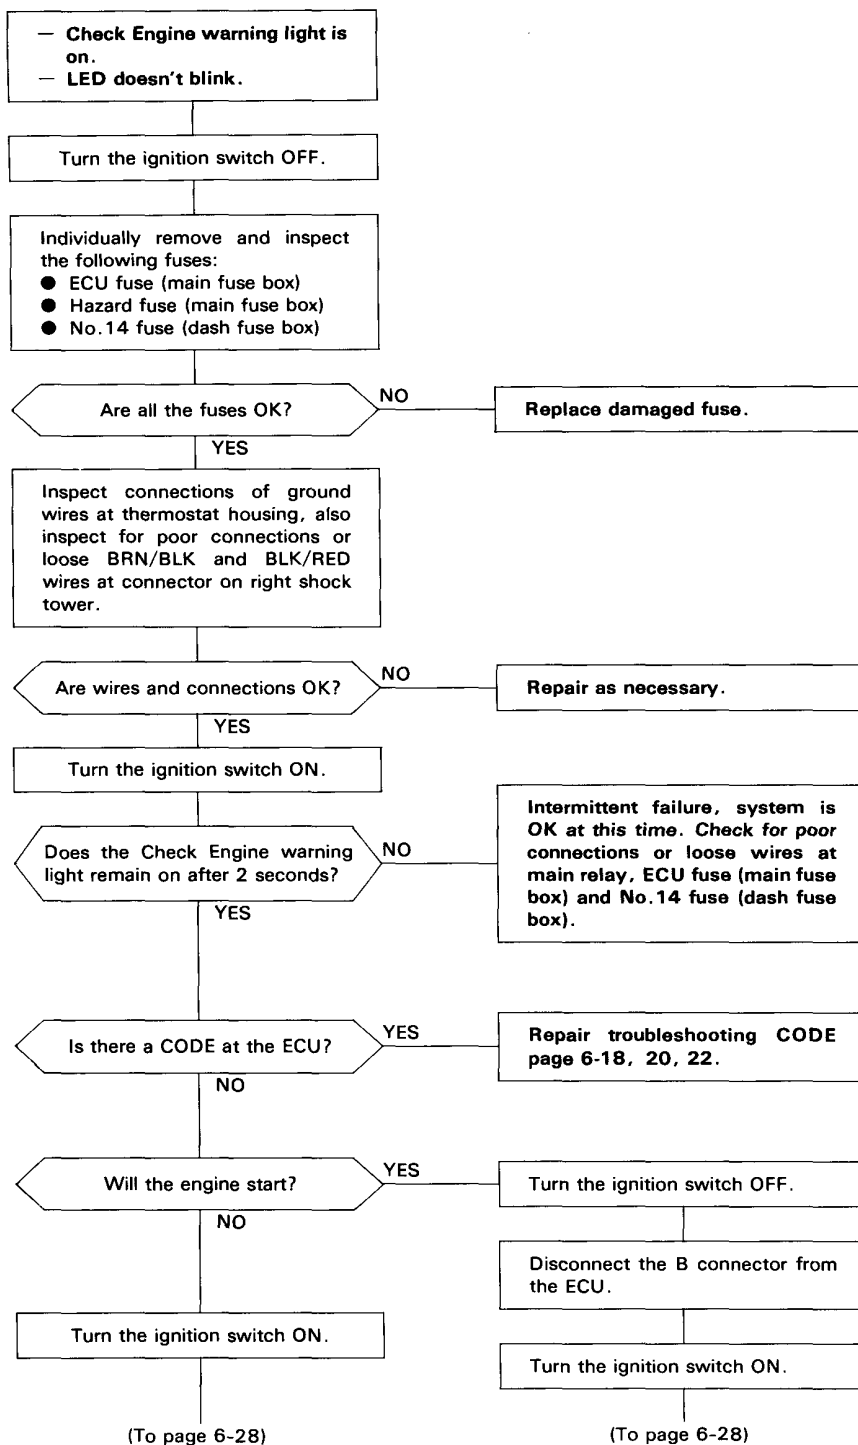 — Check Engine warning light is
on.
— LED doesn't blink.
Turn the ignition switch OFF.
Individually remove and inspect
the following fuses:
● ECU fuse (main fuse box)
● Hazard fuse (main fuse box)
● No.14 fuse (dash fuse box)
Are all the fuses OK?
NO
Replace damaged fuse.
YES
Inspect connections of ground
wires at thermostat housing, also
inspect for poor connections or
loose BRN/BLK and BLK/RED
wires at connector on right shock
tower.
Are wires and connections OK?
NO
Repair as necessary.
YES
Turn the ignition switch ON.
Does the Check Engine warning
light remain on after 2 seconds?
NO
Intermittent failure, system is
OK at this time. Check for poor
connections or loose wires at
main relay, ECU fuse (main fuse
box) and No.14 fuse (dash fuse
box).
YES
Is there a CODE at the ECU?
YES
Repair troubleshooting CODE
page 6-18, 20, 22.
NO
Will the engine start?
YES
Turn the ignition switch OFF.
NO
Disconnect the B connector from
the ECU.
Turn the ignition switch ON.
Turn the ignition switch ON.
(To page 6-28)
(To page 6-28)